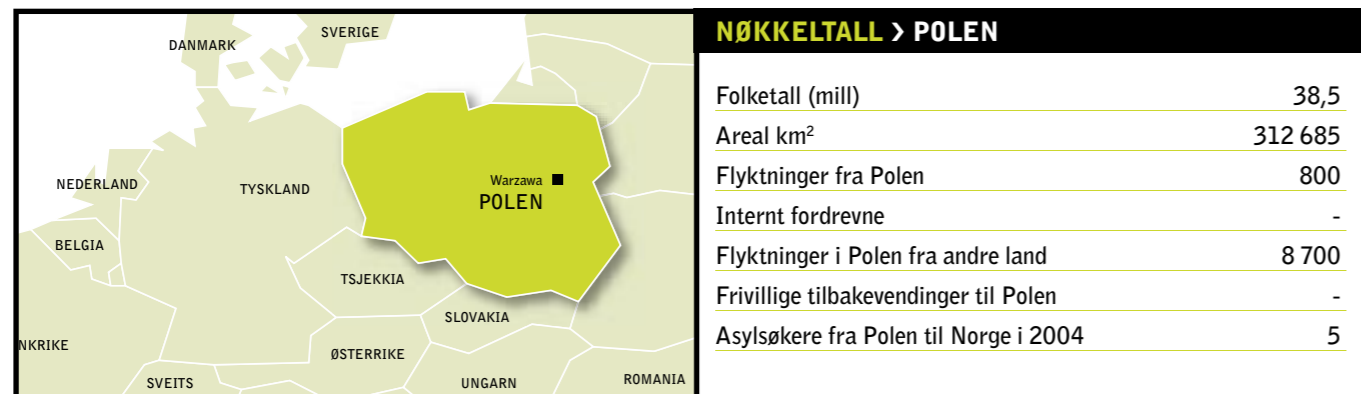 DANMARK
SVERIGE
NEDERLAND
TYSKLAND
Warzawa
POLEN
BELGIA
TSJEKKIA
SLOVAKIA
NKRIKE
ØSTERRIKE
SVEITS
UNGARN
ROMANIA
NØKKELTALL > POLEN
Folketall (mill) 38,5
Areal km² 312 685
Flyktninger fra Polen 800
Internt fordrevne -
Flyktninger i Polen fra andre land 8 700
Frivillige tilbakevendinger til Polen -
Asylsøkere fra Polen til Norge i 2004 5